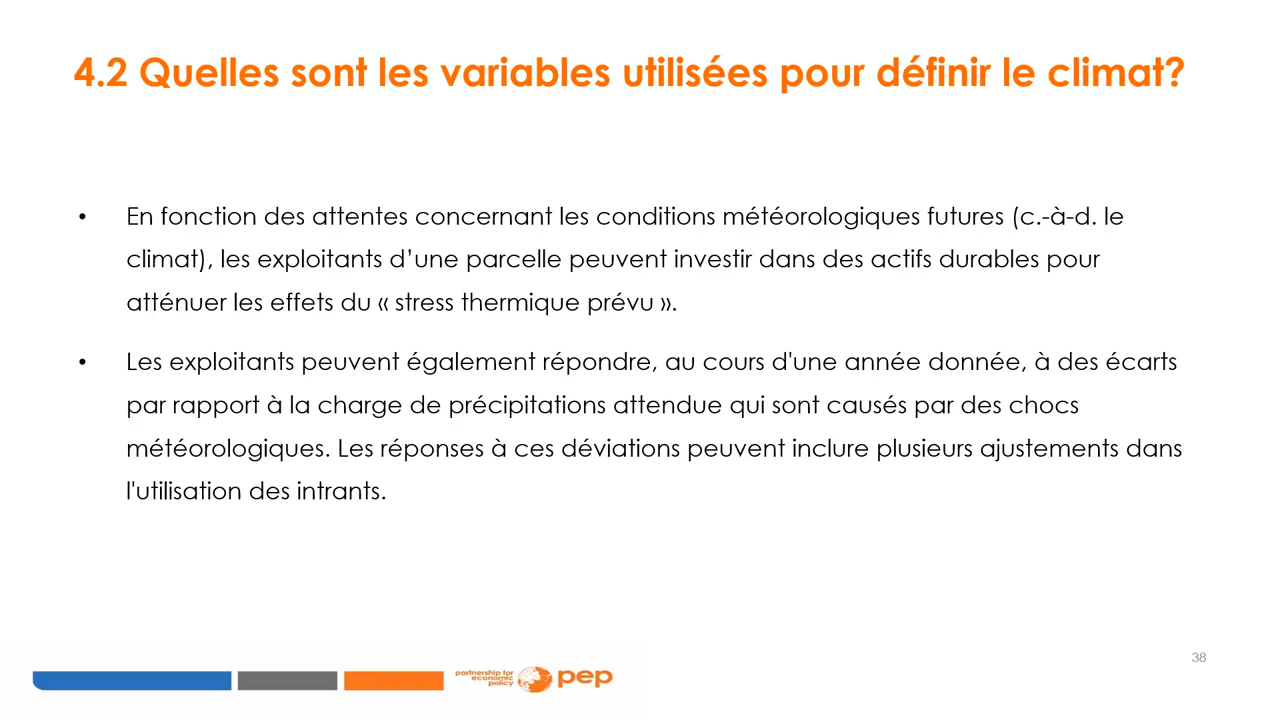 4.2 Quelles sont les variables utilisées pour définir le climat?
• En fonction des attentes concernant les conditions météorologiques futures (c.-à-d. le
climat), les exploitants d’une parcelle peuvent investir dans des actifs durables pour
atténuer les effets du « stress thermique prévu ».
• Les exploitants peuvent également répondre, au cours d'une année donnée, à des écarts
par rapport à la charge de précipitations attendue qui sont causés par des chocs
météorologiques. Les réponses à ces déviations peuvent inclure plusieurs ajustements dans
l'utilisation des intrants.
38
partnership for
economic
policy
pep